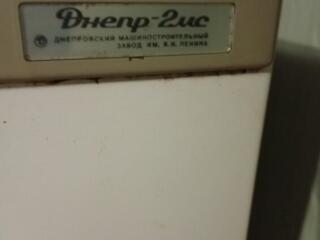 Днепр-2мс
ДНЕПРОВСКИЙ МАШИНОСТРОИТЕЛЬНЫЙ
ЗАВОД ИМ. В.И. ЛЕНИНА